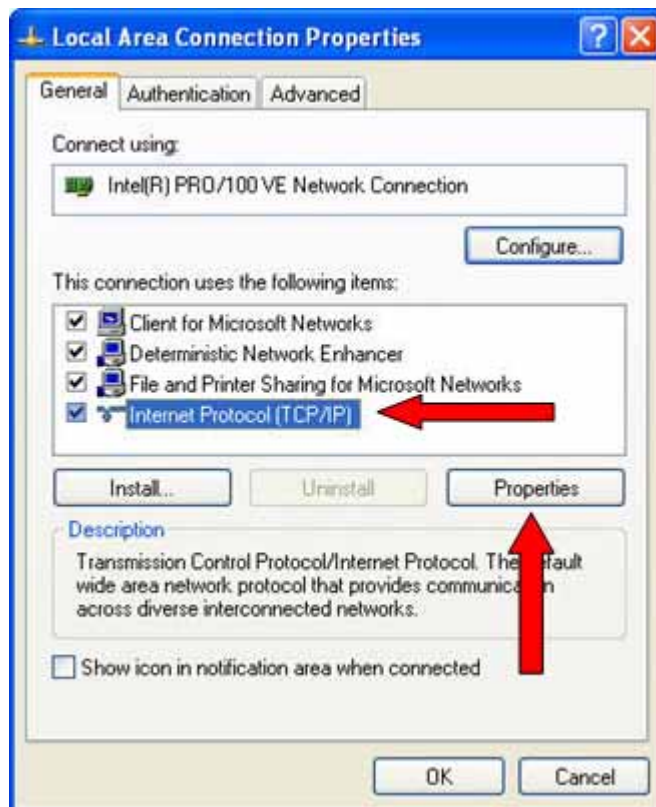 Local Area Connection Properties
General Authentication Advanced
Connect using:
Intel(R) PRO/100 VE Network Connection
Configure...
This connection uses the following items:
Client for Microsoft Networks
Deterministic Network Enhancer
File and Printer Sharing for Microsoft Networks
Internet Protocol (TCP/IP)
Install... Uninstall Properties
Description
Transmission Control Protocol/Internet Protocol. The default
wide area network protocol that provides communication
across diverse interconnected networks.
Show icon in notification area when connected
OK Cancel